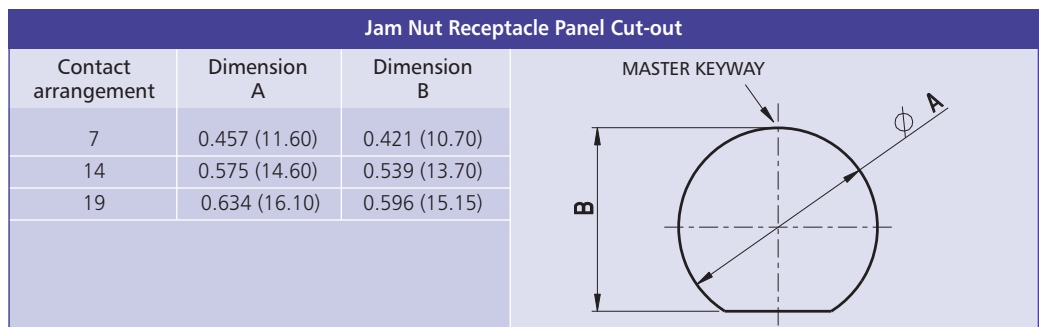 Jam Nut Receptacle Panel Cut-out
Contact arrangement Dimension A Dimension B
7 0.457 (11.60) 0.421 (10.70)
14 0.575 (14.60) 0.539 (13.70)
19 0.634 (16.10) 0.596 (15.15)
MASTER KEYWAY
∅ A
B